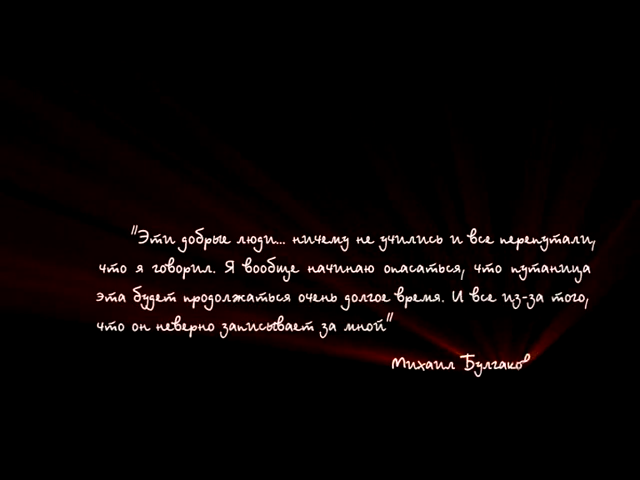 "Эти добрые люди... ничему не учились и все перепутали,
что я говорил. Я вообще начинаю опасаться, что путаница
эта будет продолжаться очень долгое время. И все из-за того,
что он неверно записывает за мной"
Михаил Булгаков